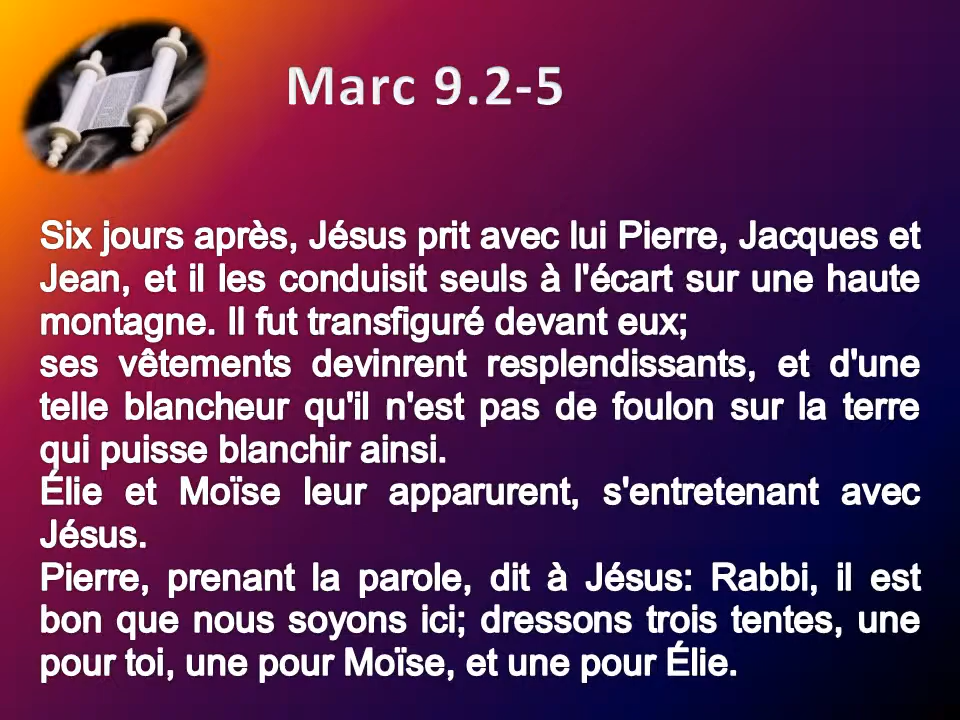 Marc 9.2-5
Six jours après, Jésus prit avec lui Pierre, Jacques et
Jean, et il les conduisit seuls à l'écart sur une haute
montagne. Il fut transfiguré devant eux;
ses vêtements devinrent resplendissants, et d'une
telle blancheur qu'il n'est pas de foulon sur la terre
qui puisse blanchir ainsi.
Élie et Moïse leur apparurent, s'entretenant avec
Jésus.
Pierre, prenant la parole, dit à Jésus: Rabbi, il est
bon que nous soyons ici; dressons trois tentes, une
pour toi, une pour Moïse, et une pour Élie.